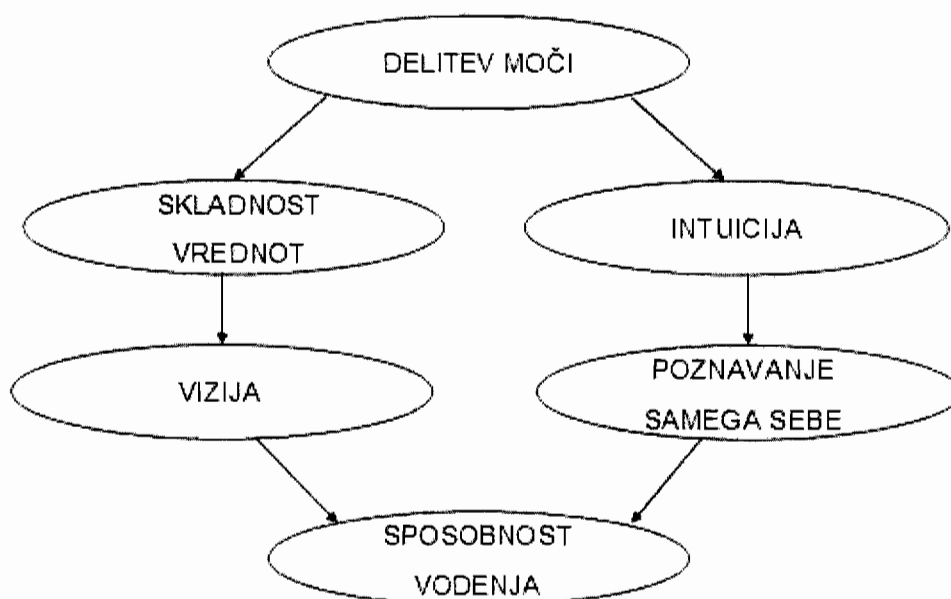 DELITEV MOČI
SKLADNOST
VREDNOT
INTUICIJA
VIZIJA
POZNAVANJE
SAMEGA SEBE
SPOSOBNOST
VODENJA